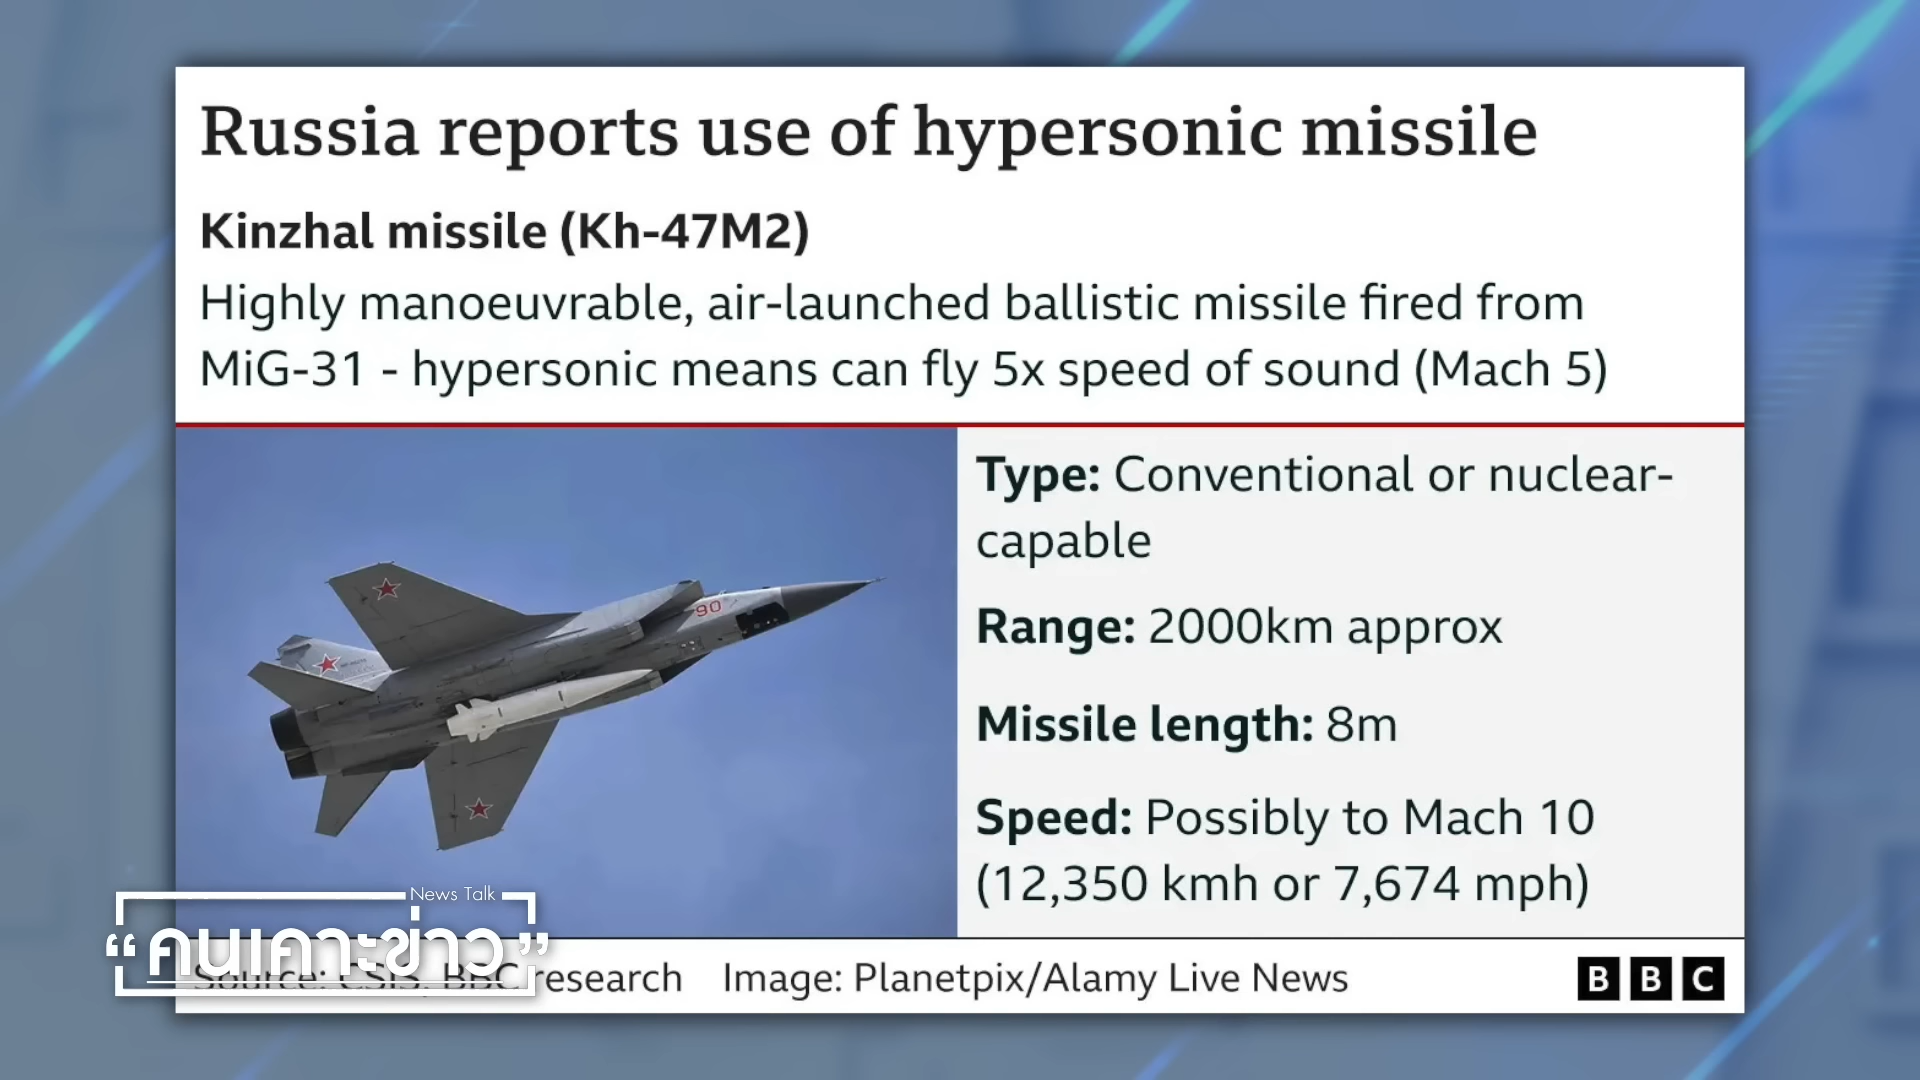 Russia reports use of hypersonic missile
Kinzhal missile (Kh-47M2)
Highly manoeuvrable, air-launched ballistic missile fired from
MiG-31 - hypersonic means can fly 5x speed of sound (Mach 5)
90
Type: Conventional or nuclear-
capable
Range: 2000km approx
Missile length: 8m
Speed: Possibly to Mach 10
(12,350 kmh or 7,674 mph)
News Talk
“คนเคาะข่าว”
Source: CSIS, BBC research Image: Planetpix/Alamy Live News
BBC